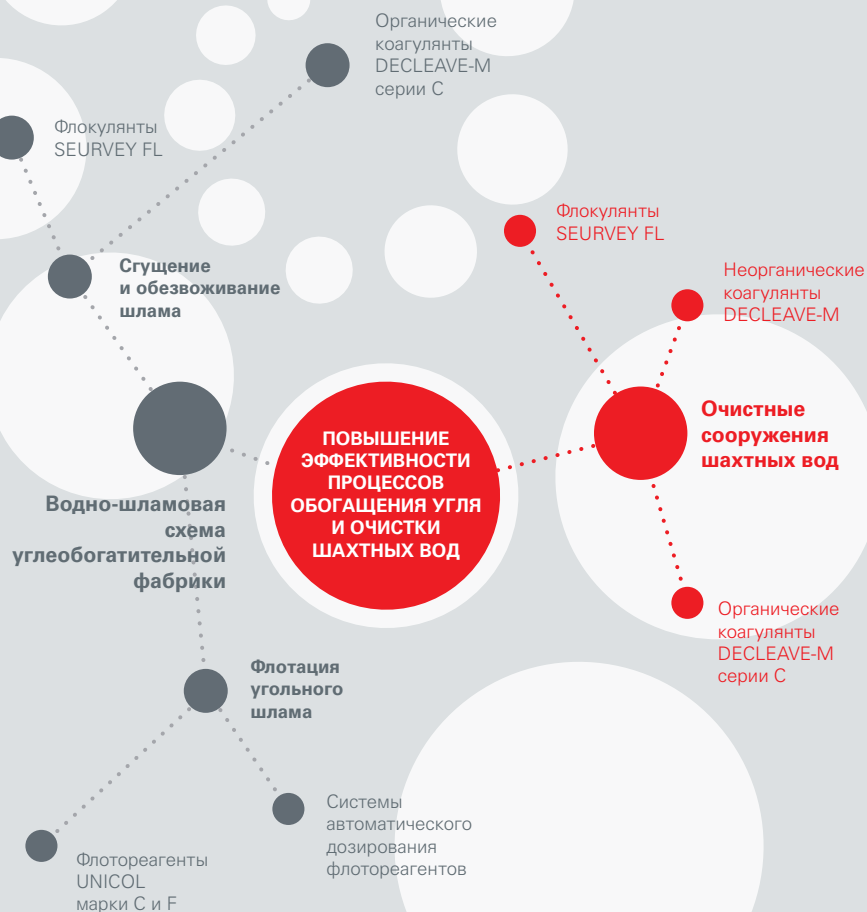 Органические
коагулянты
DECLEAVE-M
серии С
Флокулянты
SEURVEY FL
Сгущение
и обезвоживание
шлама
Флокулянты
SEURVEY FL
Неорганические
коагулянты
DECLEAVE-M
ПОВЫШЕНИЕ
ЭФФЕКТИВНОСТИ
ПРОЦЕССОВ
ОБОГАЩЕНИЯ УГЛЯ
И ОЧИСТКИ
ШАХТНЫХ ВОД
Очистные
сооружения
шахтных вод
Водно-шламовая
схема
углеобогатительной
фабрики
Органические
коагулянты
DECLEAVE-M
серии С
Флотация
угольного
шлама
Системы
автоматического
дозирования
флотореагентов
Флотореагенты
UNICOL
марки C и F